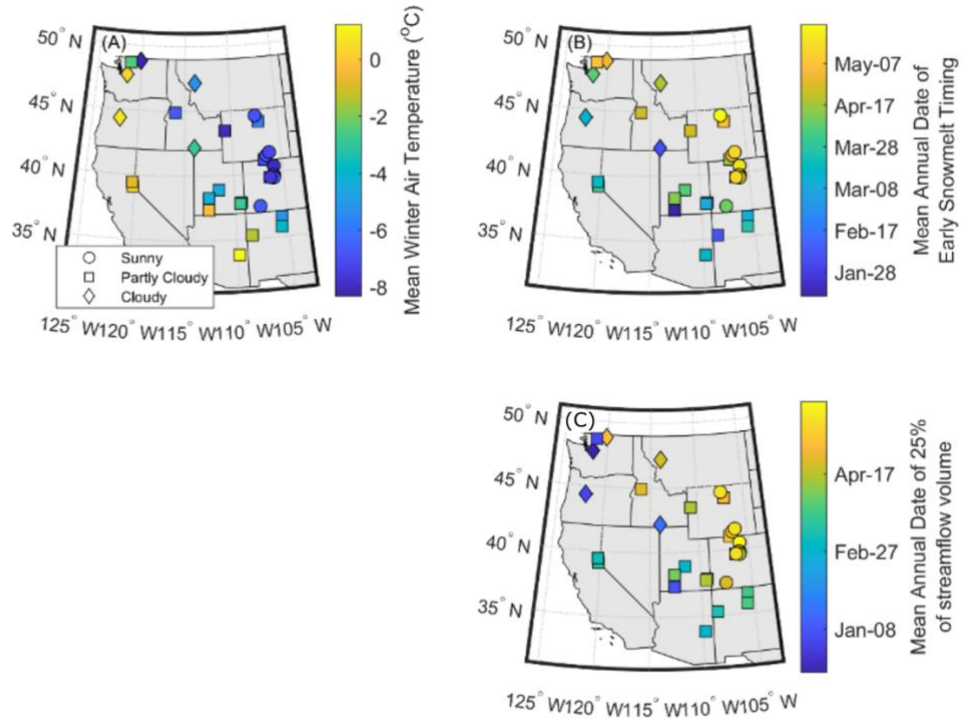 (A)
50° N
45° N
40° N
35° N
125° W120° W115° W110° W105° W
Sunny
Partly Cloudy
Cloudy
0
-2
-4
-6
-8
Mean Winter Air Temperature (°C)
(B)
50° N
45° N
40° N
35° N
125° W120° W115° W110° W105° W
May-07
Apr-17
Mar-28
Mar-08
Feb-17
Jan-28
Mean Annual Date of
Early Snowmelt Timing
(C)
50° N
45° N
40° N
35° N
125° W120° W115° W110° W105° W
Apr-17
Feb-27
Jan-08
Mean Annual Date of 25%
of streamflow volume